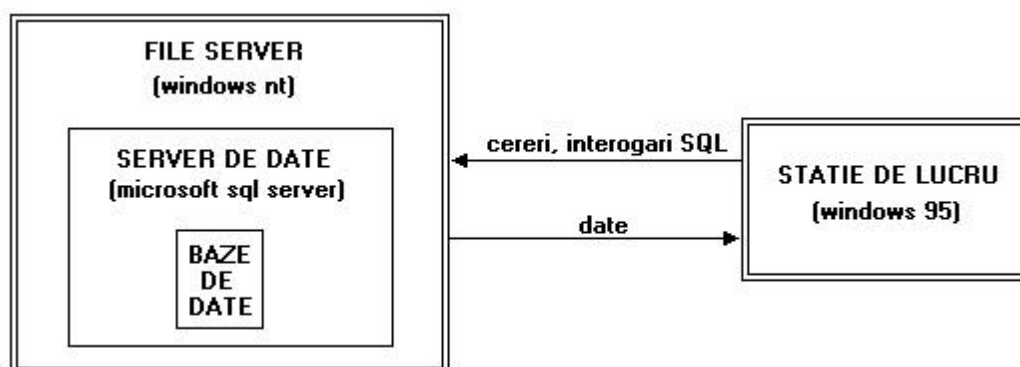 FILE SERVER
(windows nt)
SERVER DE DATE
(microsoft sql server)
BAZE
DE
DATE
cereri, interogari SQL
date
STATIE DE LUCRU
(windows 95)